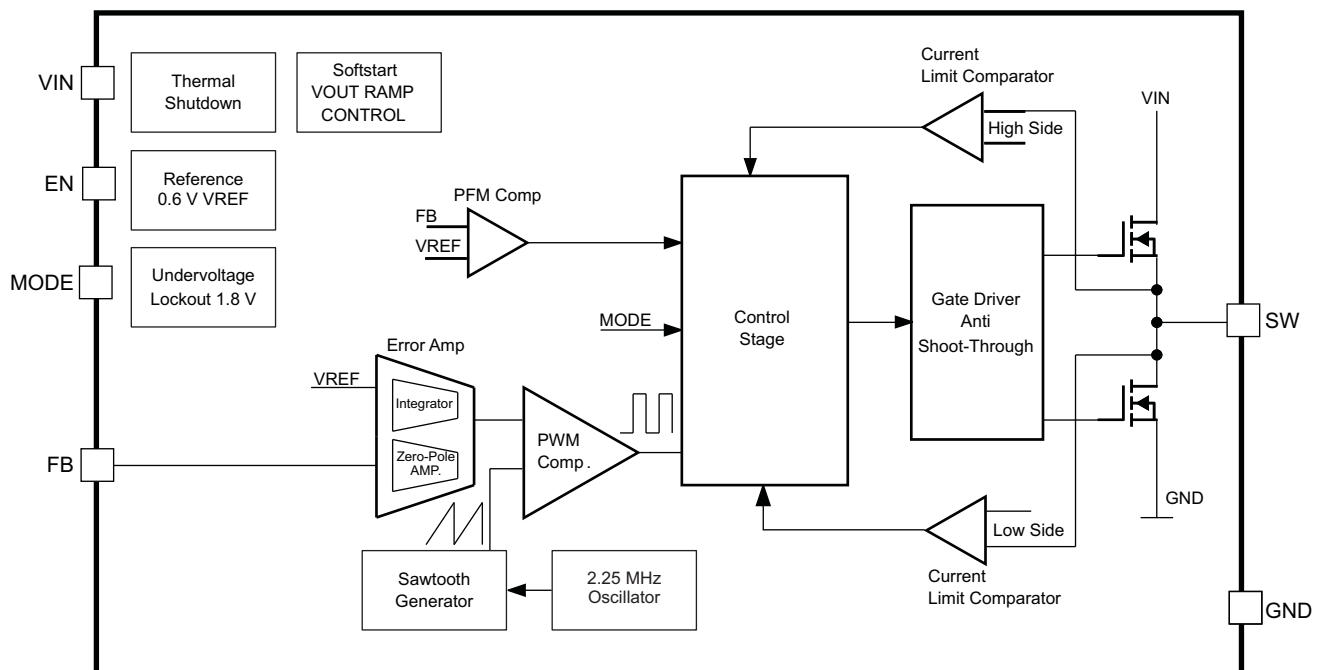 VIN
EN
MODE
FB
Thermal
Shutdown
Softstart
VOUT RAMP
CONTROL
Reference
0.6 V VREF
Undervoltage
Lockout 1.8 V
PFM Comp
FB
VREF
MODE
Error Amp
VREF
Integrator
Zero-Pole
AMP.
PWM
Comp .
Sawtooth
Generator
2.25 MHz
Oscillator
Control
Stage
Current
Limit Comparator
High Side
Gate Driver
Anti
Shoot-Through
Low Side
Current
Limit Comparator
VIN
GND
SW
GND